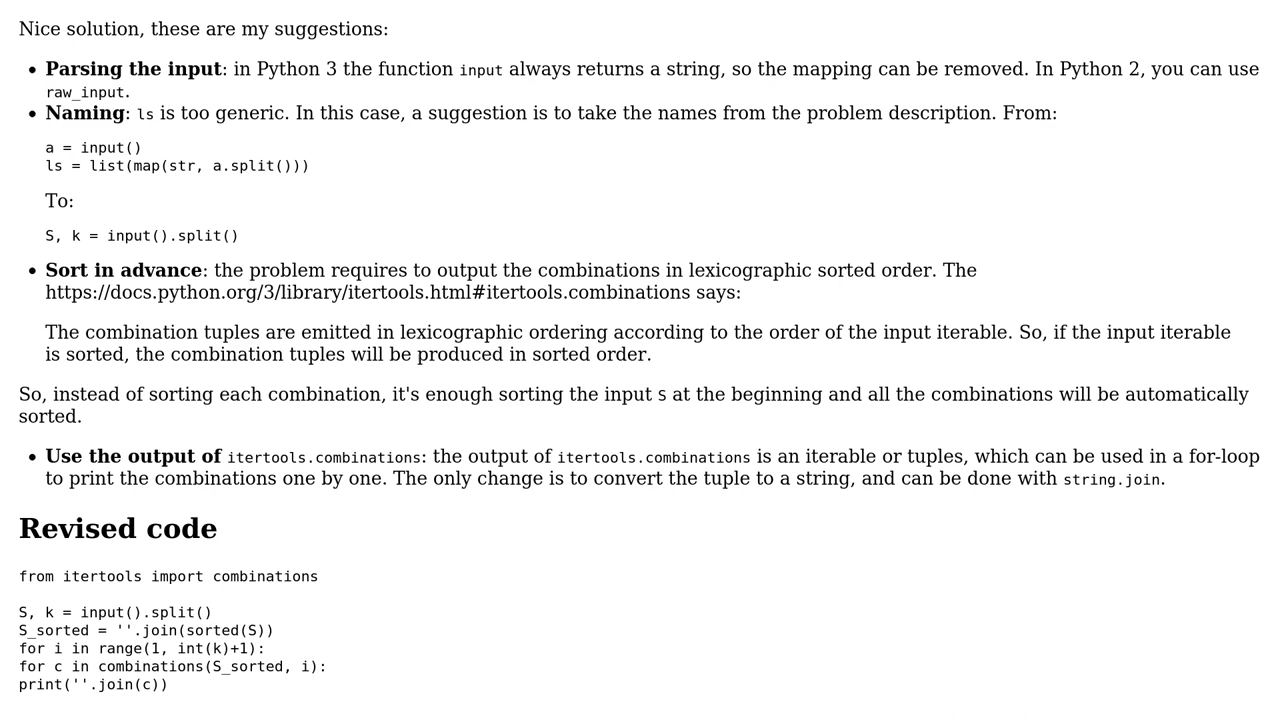 Nice solution, these are my suggestions:
• Parsing the input: in Python 3 the function input always returns a string, so the mapping can be removed. In Python 2, you can use
raw_input.
• Naming: ls is too generic. In this case, a suggestion is to take the names from the problem description. From:
a = input()
ls = list(map(str, a.split()))
To:
S, k = input().split()
• Sort in advance: the problem requires to output the combinations in lexicographic sorted order. The
https://docs.python.org/3/library/itertools.html#itertools.combinations says:
The combination tuples are emitted in lexicographic ordering according to the order of the input iterable. So, if the input iterable
is sorted, the combination tuples will be produced in sorted order.
So, instead of sorting each combination, it's enough sorting the input S at the beginning and all the combinations will be automatically
sorted.
• Use the output of itertools.combinations: the output of itertools.combinations is an iterable or tuples, which can be used in a for-loop
to print the combinations one by one. The only change is to convert the tuple to a string, and can be done with string.join.
Revised code
from itertools import combinations
S, k = input().split()
S_sorted = ''.join(sorted(S))
for i in range(1, int(k)+1):
for c in combinations(S_sorted, i):
print(''.join(c))